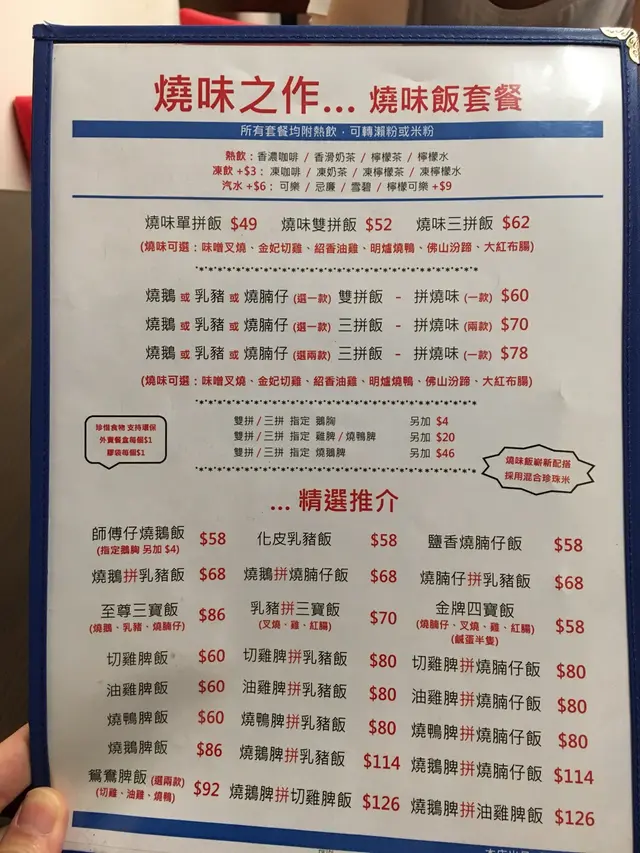 燒味之作... 燒味飯套餐
所有套餐均附熱飲，可轉瀨粉或米粉
熱飲：香濃咖啡 / 香滑奶茶 / 檸檬茶 / 檸檬水
凍飲 +$3： 凍咖啡 / 凍奶茶 / 凍檸檬茶 / 凍檸檬水
汽水 +$6： 可樂 / 忌廉 / 雪碧 / 檸檬可樂 +$9
燒味單拼飯 $49 燒味雙拼飯 $52 燒味三拼飯 $62
(燒味可選：味噌叉燒、金妃切雞、紹香油雞、明爐燒鴨、佛山汾蹄、大紅布腸)
燒鵝 或 乳豬 或 燒腩仔 (選一款) 雙拼飯 - 拼燒味 (一款) $60
燒鵝 或 乳豬 或 燒腩仔 (選一款) 三拼飯 - 拼燒味 (兩款) $70
燒鵝 或 乳豬 或 燒腩仔 (選兩款) 三拼飯 - 拼燒味 (一款) $78
(燒味可選：味噌叉燒、金妃切雞、紹香油雞、明爐燒鴨、佛山汾蹄、大紅布腸)
雙拼 / 三拼 指定 鵝胸 另加 $4
雙拼 / 三拼 指定 雞脾 / 燒鴨脾 另加 $20
雙拼 / 三拼 指定 燒鵝脾 另加 $46
珍惜食物 支持環保
外賣餐盒每個$1
膠袋每個$1
燒味飯嶄新配搭
採用混合珍珠米
... 精選推介
師傅仔燒鵝飯 $58 化皮乳豬飯 $58 鹽香燒腩仔飯 $58
(指定鵝胸 另加 $4)
燒鵝拼乳豬飯 $68 燒鵝拼燒腩仔飯 $68 燒腩仔拼乳豬飯 $68
至尊三寶飯 $86 乳豬拼三寶飯 $70 金牌四寶飯 $58
(燒鵝、乳豬、燒腩仔) (叉燒、雞、紅腸) (燒腩仔、叉燒、雞、紅腸)
(鹹蛋半隻)
切雞脾飯 $60 切雞脾拼乳豬飯 $80 切雞脾拼燒腩仔飯 $80
油雞脾飯 $60 油雞脾拼乳豬飯 $80 油雞脾拼燒腩仔飯 $80
燒鴨脾飯 $60 燒鴨脾拼乳豬飯 $80 燒鴨脾拼燒腩仔飯 $80
燒鵝脾飯 $86 燒鵝脾拼乳豬飯 $114 燒鵝脾拼燒腩仔飯 $114
鴛鴦脾飯 (選兩款) $92 燒鵝脾拼切雞脾飯 $126 燒鵝脾拼油雞脾飯 $126
(切雞、油雞、燒鴨)